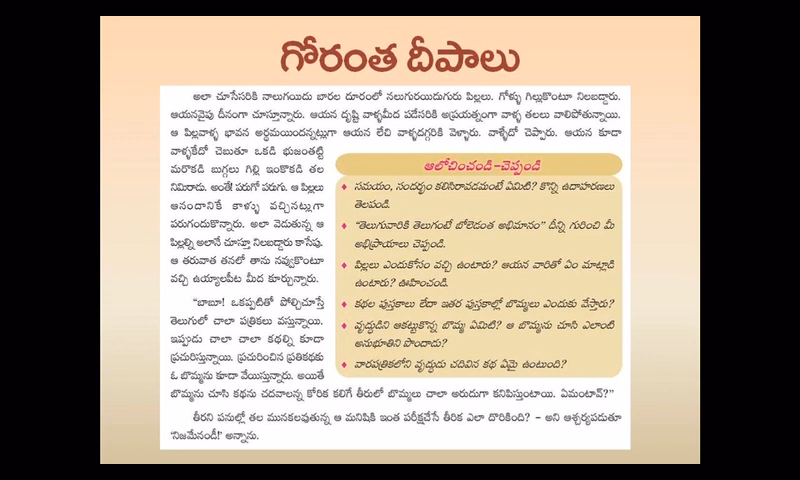 గోరంత దీపాలు
అలా చూసేసరికి నాలుగయిదు బారల దూరంలో నలుగురయిదుగురు పిల్లలు. గోళ్ళు గిల్లుకొంటూ నిలబడ్డారు.
ఆయనవైపు దీనంగా చూస్తున్నారు. ఆయన దృష్టి వాళ్ళమీద పడేసరికి అప్రయత్నంగా వాళ్ళ తలలు వాలిపోతున్నాయి.
ఆ పిల్లవాళ్ళ భావన అర్థమయిందన్నట్లుగా ఆయన లేచి వాళ్ళదగ్గరికి వెళ్ళారు. వాళ్ళేదో చెప్పారు. ఆయన కూడా
వాళ్ళకేదో చెబుతూ ఒకడి భుజంతట్టి
మరొకడి బుగ్గలు గిల్లి ఇంకొకడి తల
నిమిరాడు. అంతే! పరుగో పరుగు. ఆ పిల్లలు
ఆనందానికే కాళ్ళు వచ్చినట్లుగా
పరుగందుకొన్నారు. అలా వెడుతున్న ఆ
పిల్లల్ని అలానే చూస్తూ నిలబడ్డారు కాసేపు.
ఆ తరువాత తనలో తాను నవ్వుకొంటూ
వచ్చి ఉయ్యాలపీట మీద కూర్చున్నారు.
“బాబూ! ఒకప్పటితో పోల్చిచూస్తే
తెలుగులో చాలా పత్రికలు వస్తున్నాయి.
ఇప్పుడు చాలా చాలా కథల్ని కూడా
ప్రచురిస్తున్నాయి. ప్రచురించిన ప్రతికథకు
ఓ బొమ్మను కూడా వేయిస్తున్నారు. అయితే
ఆలోచించండి-చెప్పండి
♦ సమయం, సందర్భం కలిసిరావడమంటే ఏమిటి? కొన్ని ఉదాహరణలు
తెలపండి.
♦ “తెలుగువారికి తెలుగంటే బోలెడంత అభిమానం” దీన్ని గురించి మీ
అభిప్రాయాలు చెప్పండి.
♦ పిల్లలు ఎందుకోసం వచ్చి ఉంటారు? ఆయన వారితో ఏం మాట్లాడి
ఉంటారు? ఊహించండి.
♦ కథల పుస్తకాలు లేదా ఇతర పుస్తకాల్లో బొమ్మలు ఎందుకు వేస్తారు?
♦ వృద్ధుడిని ఆకట్టుకొన్న బొమ్మ ఏమిటి? ఆ బొమ్మను చూసి ఎలాంటి
అనుభూతిని పొందాడు?
♦ వారపత్రికలోని వృద్ధుడు చదివిన కథ ఏమై ఉంటుంది?
బొమ్మను చూసి కథను చదవాలన్న కోరిక కలిగే తీరులో బొమ్మలు చాలా అరుదుగా కనిపిస్తుంటాయి. ఏమంటావ్?”
తీరని పనుల్లో తల మునకలవుతున్న ఆ మనిషికి ఇంత పరీక్షచేసే తీరిక ఎలా దొరికింది? – అని ఆశ్చర్యపడుతూ
‘నిజమేనండీ!’ అన్నాను.